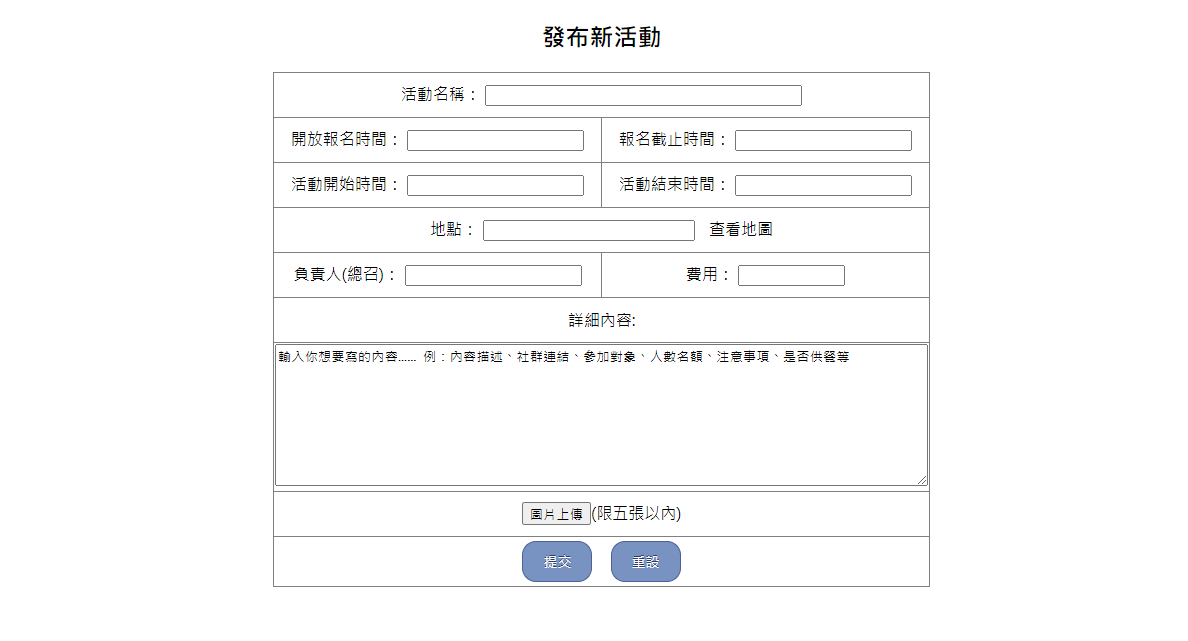 發布新活動
活動名稱：
開放報名時間： 報名截止時間：
活動開始時間： 活動結束時間：
地點： 查看地圖
負責人(總召)： 費用：
詳細內容:
輸入你想要寫的內容...... 例：內容描述、社群連結、參加對象、人數名額、注意事項、是否供餐等
圖片上傳(限五張以內)
提交 重設